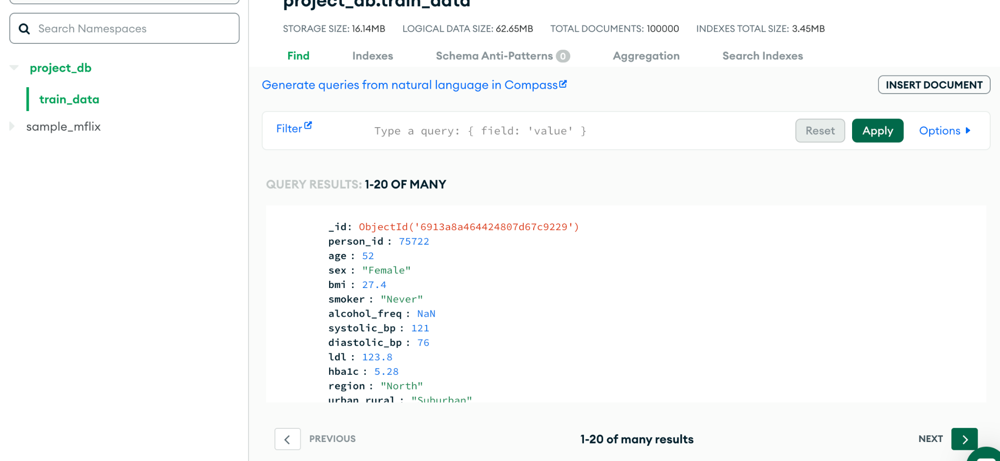 project_db.train_data
Search Namespaces
STORAGE SIZE: 16.14MB LOGICAL DATA SIZE: 62.65MB TOTAL DOCUMENTS: 100000 INDEXES TOTAL SIZE: 3.45MB
project_db
train_data
sample_mflix
Find Indexes Schema Anti-Patterns 0 Aggregation Search Indexes
Generate queries from natural language in Compass
INSERT DOCUMENT
Filter Type a query: { field: 'value' } Reset Apply Options
QUERY RESULTS: 1-20 OF MANY
_id: ObjectId('6913a8a464424807d67c9229')
person_id : 75722
age : 52
sex : "Female"
bmi : 27.4
smoker : "Never"
alcohol_freq : NaN
systolic_bp : 121
diastolic_bp : 76
ldl : 123.8
hba1c : 5.28
region : "North"
urban_rural : "Suburban"
PREVIOUS 1-20 of many results NEXT